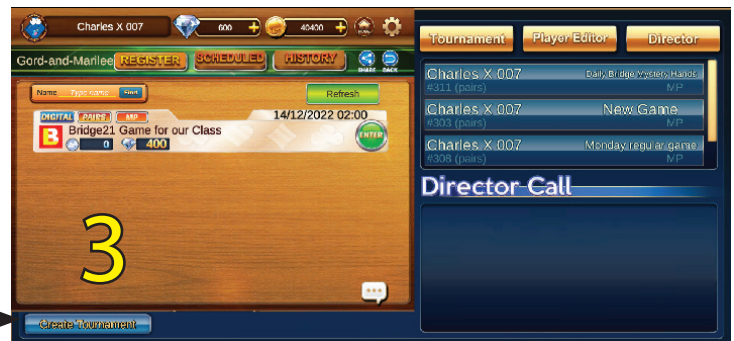 Charles X 007
600
40400
Gord-and-Marilee
REGISTER
SCHEDULED
HISTORY
SHARE
BACK
Name:
Type name
Find
Refresh
DIGITAL
PAIRS
MP
14/12/2022 02:00
B
Bridge21 Game for our Class
0
400
ENTER
3
Create Tournament
Tournament
Player Editor
Director
Charles X 007
Daily Bridge Mystery Hands
#311 (pairs)
MP
Charles X 007
New Game
#303 (pairs)
MP
Charles X 007
Monday regular game
#308 (pairs)
MP
Director Call